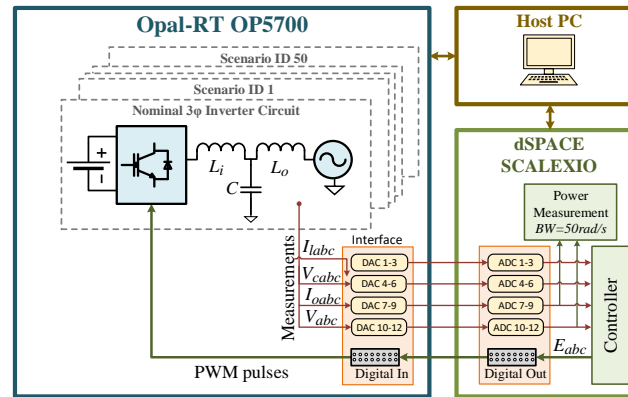 Opal-RT OP5700
Host PC
Scenario ID 50
Scenario ID 1
Nominal 3φ Inverter Circuit
+
L_i
L_o
C
dSPACE
SCALEXIO
Power
Measurement
BW=50rad/s
Measurements
Interface
I_labc
DAC 1-3
ADC 1-3
V_cabc
DAC 4-6
ADC 4-6
I_oabc
DAC 7-9
ADC 7-9
V_abc
DAC 10-12
ADC 10-12
Controller
E_abc
PWM pulses
Digital In
Digital Out